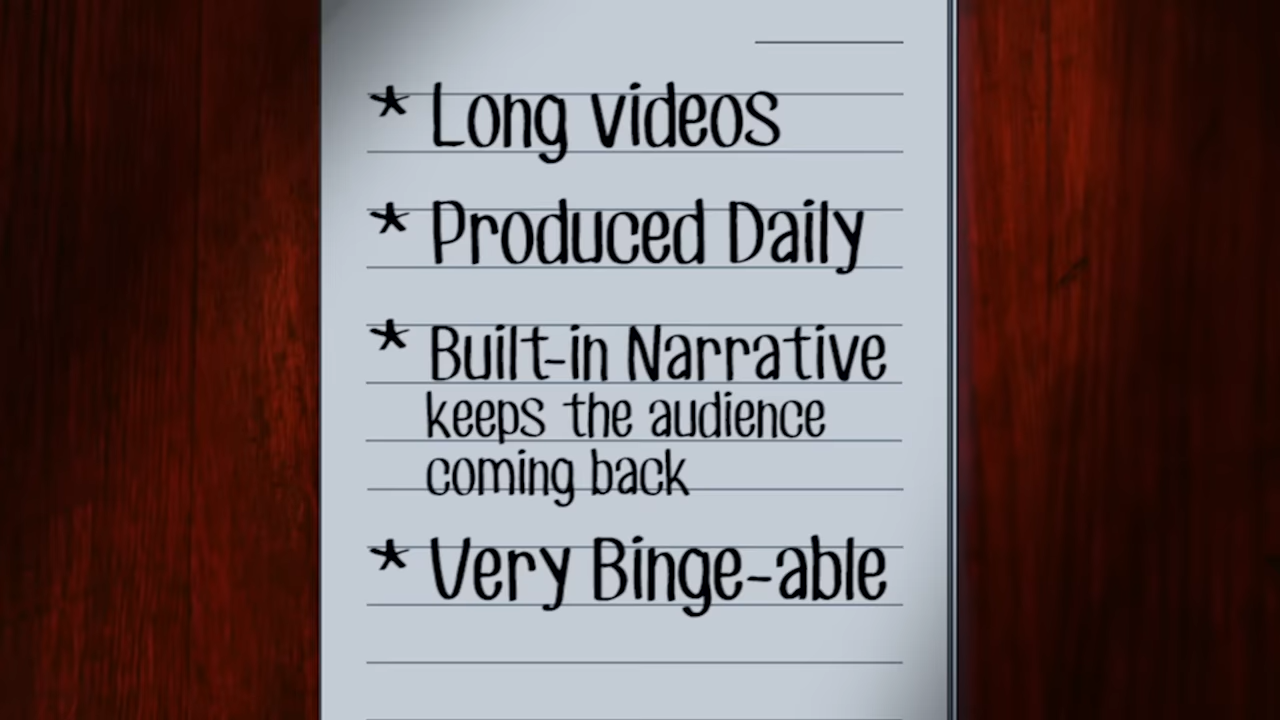 * Long videos
* Produced Daily
* Built-in Narrative
keeps the audience
coming back
* Very Binge-able